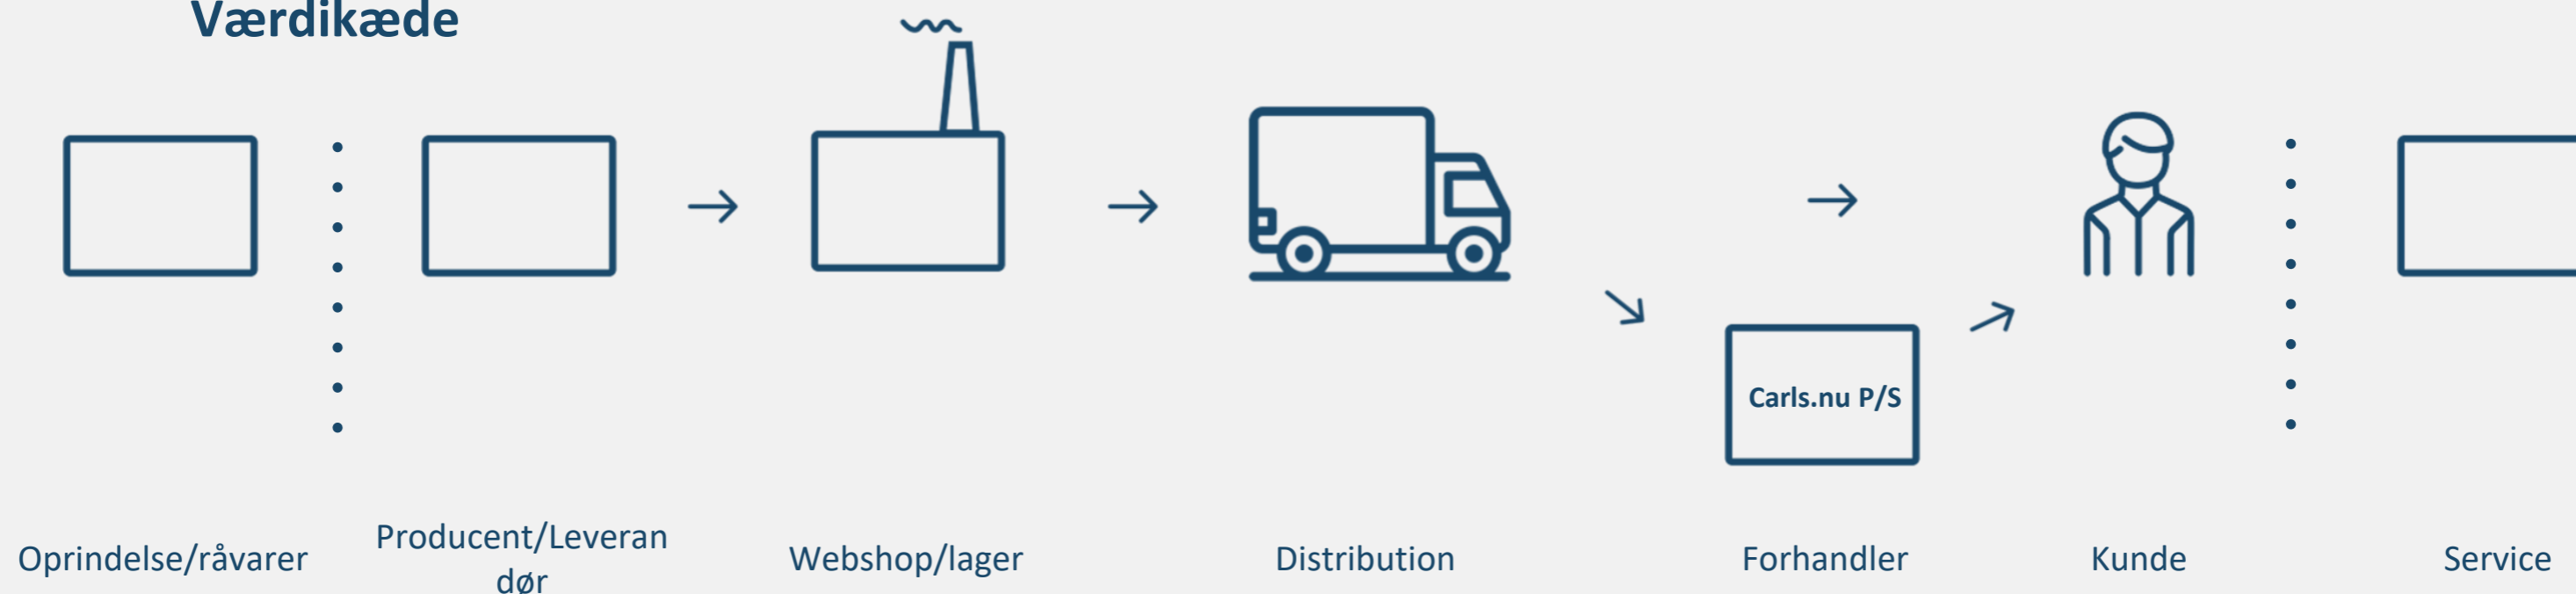 Værdikæde
Carls.nu P/S
Oprindelse/råvarer
Producent/Leveran
dør
Webshop/lager
Distribution
Forhandler
Kunde
Service